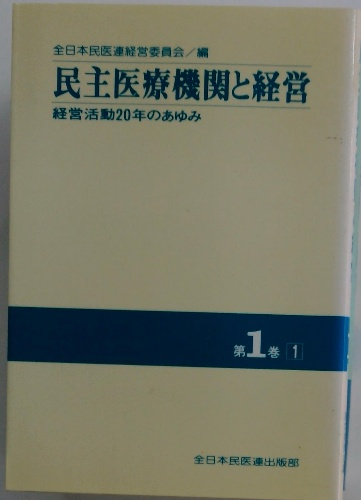 全日本民医連経営委員会／編
民主医療機関と経営
経営活動20年のあゆみ
第1巻 1
全日本民医連出版部